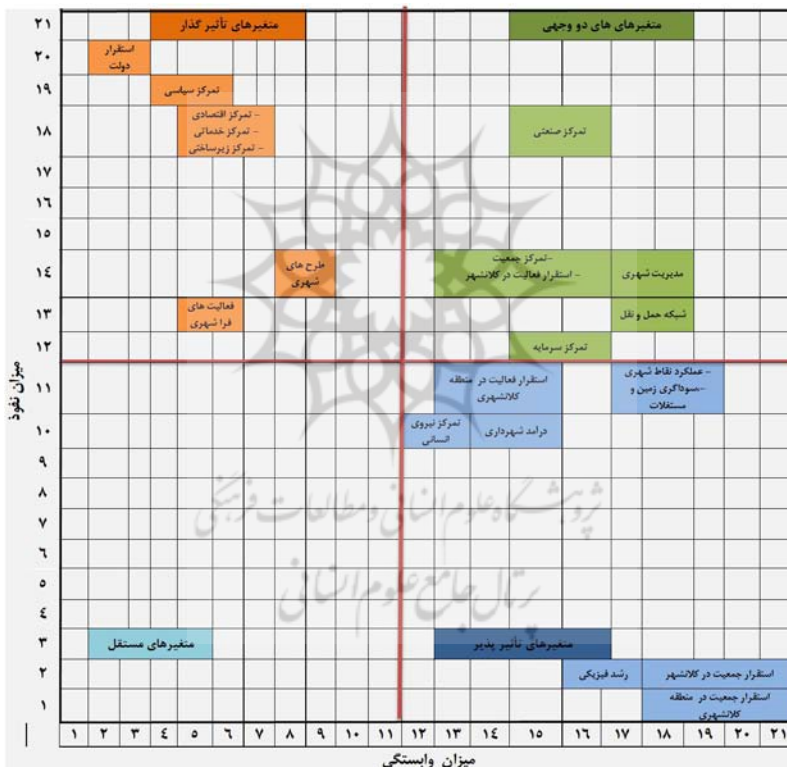 ۲۱
متغیرهای تأثیر گذار
متغیرهای های دو وجهی
۲۰
استقرار
دولت
۱۹
تمرکز سیاسی
۱۸
- تمرکز اقتصادی
- تمرکز خدماتی
- تمرکز زیرساختی
تمرکز صنعتی
۱۷
۱٦
۱٥
۱٤
طرح های
شهری
-تمرکز جمعیت
- استقرار فعالیت در کلانشهر
مدیریت شهری
۱۳
فعالیت های
فرا شهری
شبکه حمل و نقل
۱۲
تمرکز سرمایه
میزان نفوذ
۱۱
استقرار فعالیت در منطقه
کلانشهری
- عملکرد نقاط شهری
-سوداگری زمین و
مستغلات
۱۰
تمرکز نیروی
انسانی
درآمد شهرداری
۹
۸
۷
پژوهشگاه علوم انسانی و مطالعات فرهنگی
٦
٥
پرتال جامع علوم انسانی
٤
۳
متغیرهای مستقل
متغیرهای تأثیر پذیر
۲
رشد فیزیکی
استقرار جمعیت در کلانشهر
۱
استقرار جمعیت در منطقه
کلانشهری
۱ ۲ ۳ ٤ ٥ ٦ ۷ ۸ ۹ ۱۰ ۱۱ ۱۲ ۱۳ ۱٤ ۱٥ ۱٦ ۱۷ ۱۸ ۱۹ ۲۰ ۲۱
میزان وابستگی